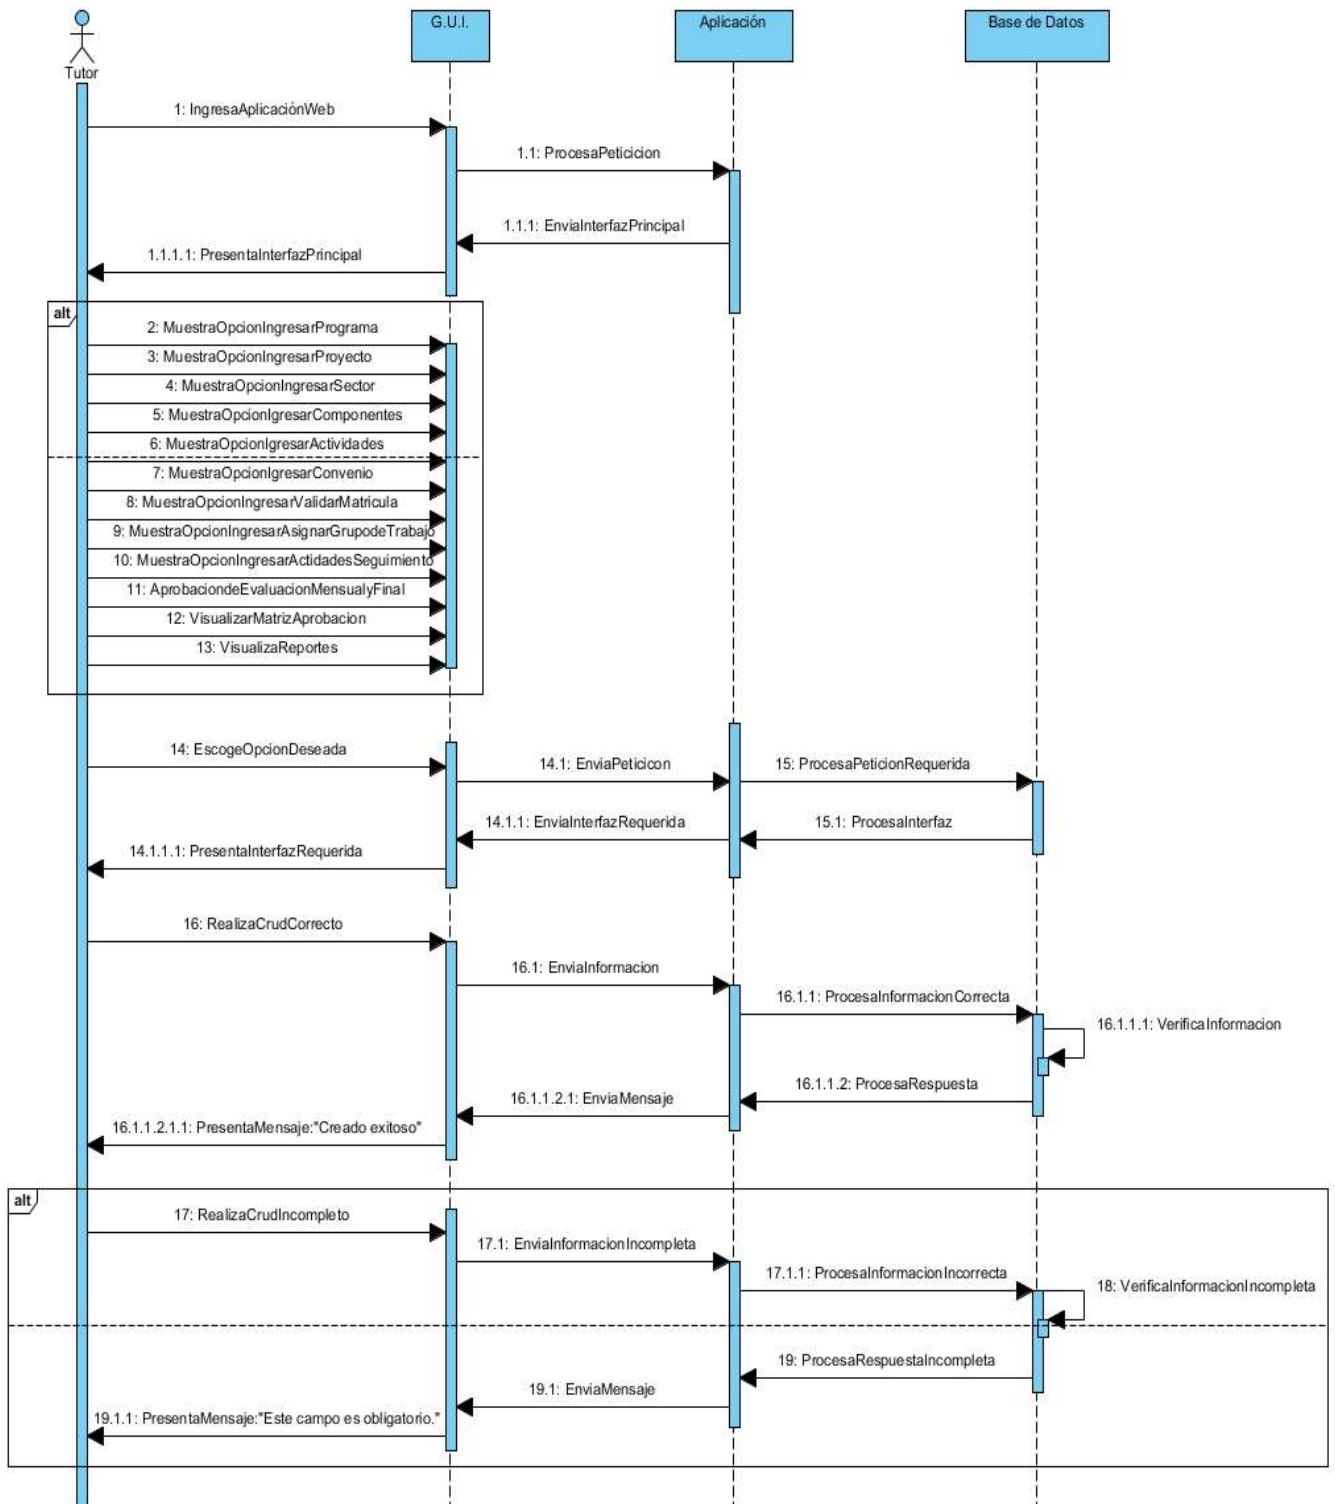 Tutor
G.U.I.
Aplicación
Base de Datos
1: IngresaAplicaciónWeb
1.1: ProcesaPeticicion
1.1.1: EnviaInterfazPrincipal
1.1.1.1: PresentaInterfazPrincipal
alt
2: MuestraOpcionIngresarPrograma
3: MuestraOpcionIngresarProyecto
4: MuestraOpcionIngresarSector
5: MuestraOpcionIgresarComponentes
6: MuestraOpcionIgresarActividades
7: MuestraOpcionIgresarConvenio
8: MuestraOpcionIngresarValidarMatricula
9: MuestraOpcionIngresarAsignarGrupodeTrabajo
10: MuestraOpcionIngresarActidadesSeguimiento
11: AprobaciondeEvaluacionMensualyFinal
12: VisualizarMatrizAprobacion
13: VisualizaReportes
14: EscogeOpcionDeseada
14.1: EnviaPeticicon
15: ProcesaPeticionRequerida
14.1.1: EnviaInterfazRequerida
15.1: ProcesaInterfaz
14.1.1.1: PresentaInterfazRequerida
16: RealizaCrudCorrecto
16.1: EnviaInformacion
16.1.1: ProcesaInformacionCorrecta
16.1.1.1: VerificaInformacion
16.1.1.2: ProcesaRespuesta
16.1.1.2.1: EnviaMensaje
16.1.1.2.1.1: PresentaMensaje:"Creado exitoso"
alt
17: RealizaCrudIncompleto
17.1: EnviaInformacionIncompleta
17.1.1: ProcesaInformacionIncorrecta
18: VerificaInformacionIncompleta
19: ProcesaRespuestaIncompleta
19.1: EnviaMensaje
19.1.1: PresentaMensaje:"Este campo es obligatorio."